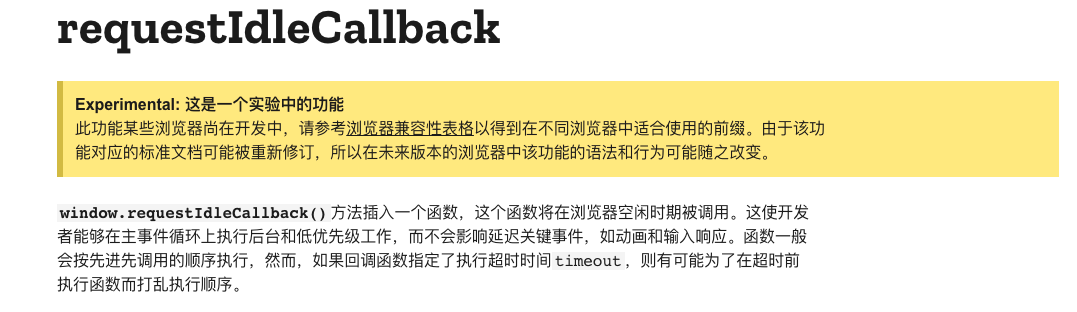 requestIdleCallback
Experimental: 这是一个实验中的功能
此功能某些浏览器尚在开发中，请参考浏览器兼容性表格以得到在不同浏览器中适合使用的前缀。由于该功
能对应的标准文档可能被重新修订，所以在未来版本的浏览器中该功能的语法和行为可能随之改变。
window.requestIdleCallback()方法插入一个函数，这个函数将在浏览器空闲时期被调用。这使开发
者能够在主事件循环上执行后台和低优先级工作，而不会影响延迟关键事件，如动画和输入响应。函数一般
会按先进先调用的顺序执行，然而，如果回调函数指定了执行超时时间timeout，则有可能为了在超时前
执行函数而打乱执行顺序。